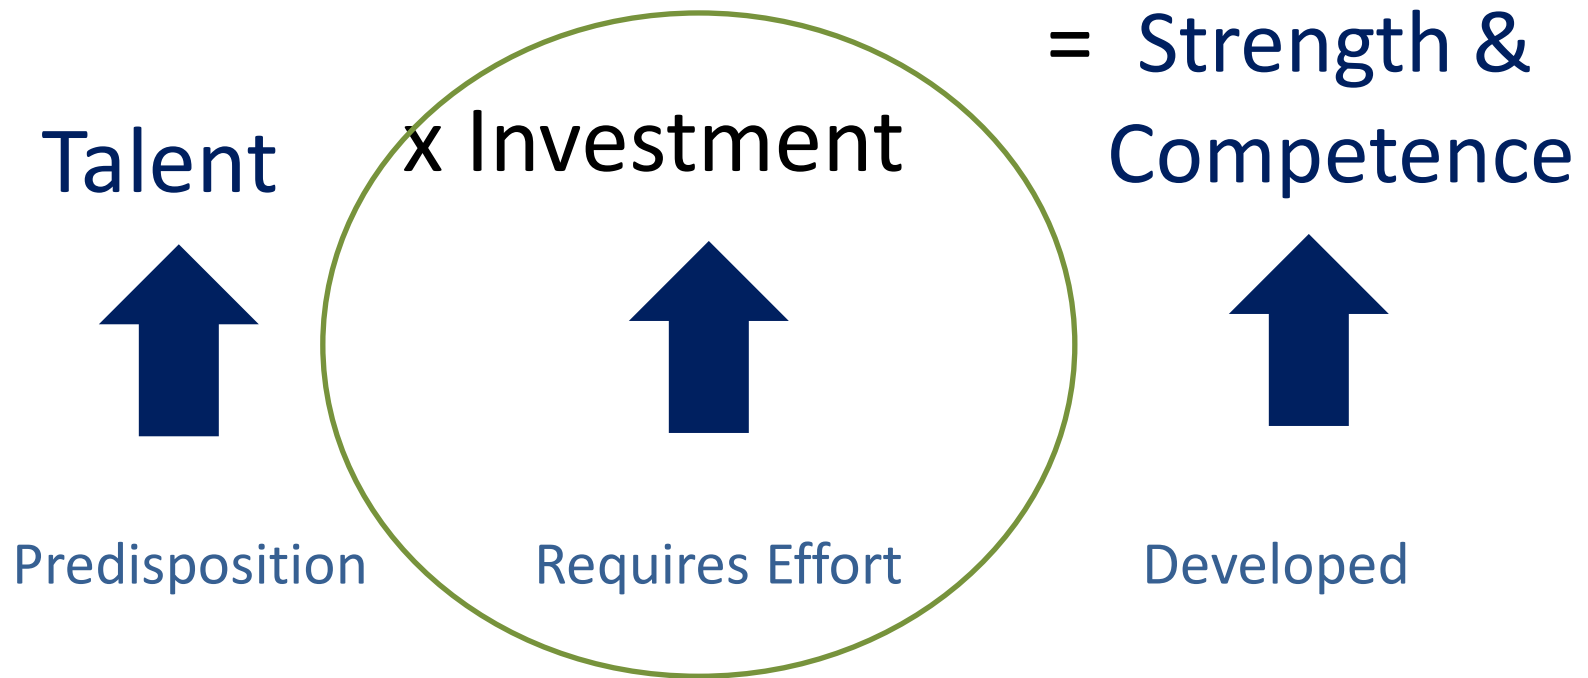 Talent
x Investment
= Strength &
Competence
Predisposition
Requires Effort
Developed